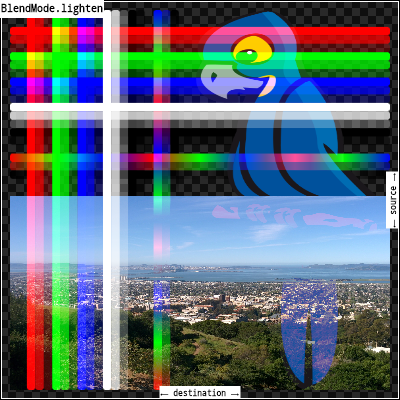 BlendMode.lighten
← source →
← destination →